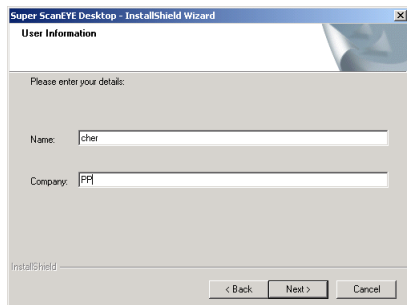 Super ScanEYE Desktop - InstallShield Wizard
User Information
Please enter your details:
Name: cher
Company: PP
InstallShield
< Back Next > Cancel